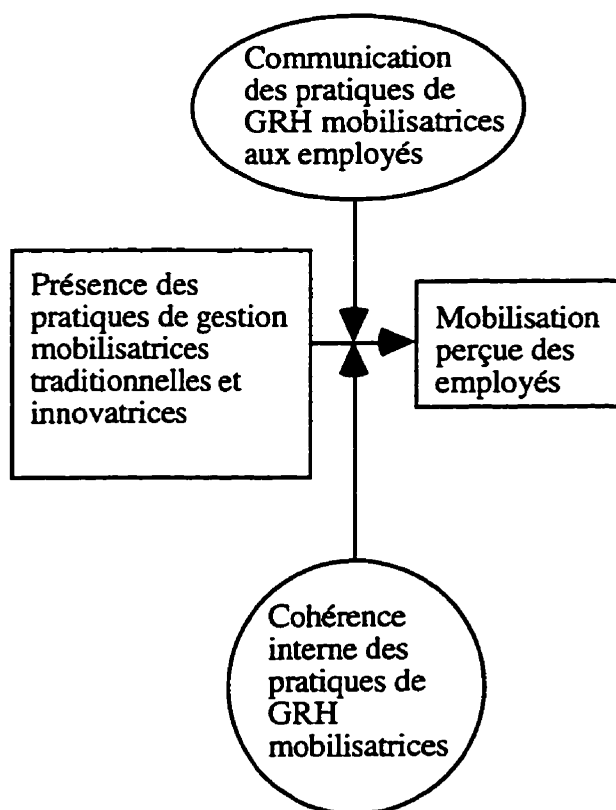 Communication
des pratiques de
GRH mobilisatrices
aux employés
Présence des
pratiques de gestion
mobilisatrices
traditionnelles et
innovatrices
Mobilisation
perçue des
employés
Cohérence
interne des
pratiques de
GRH
mobilisatrices